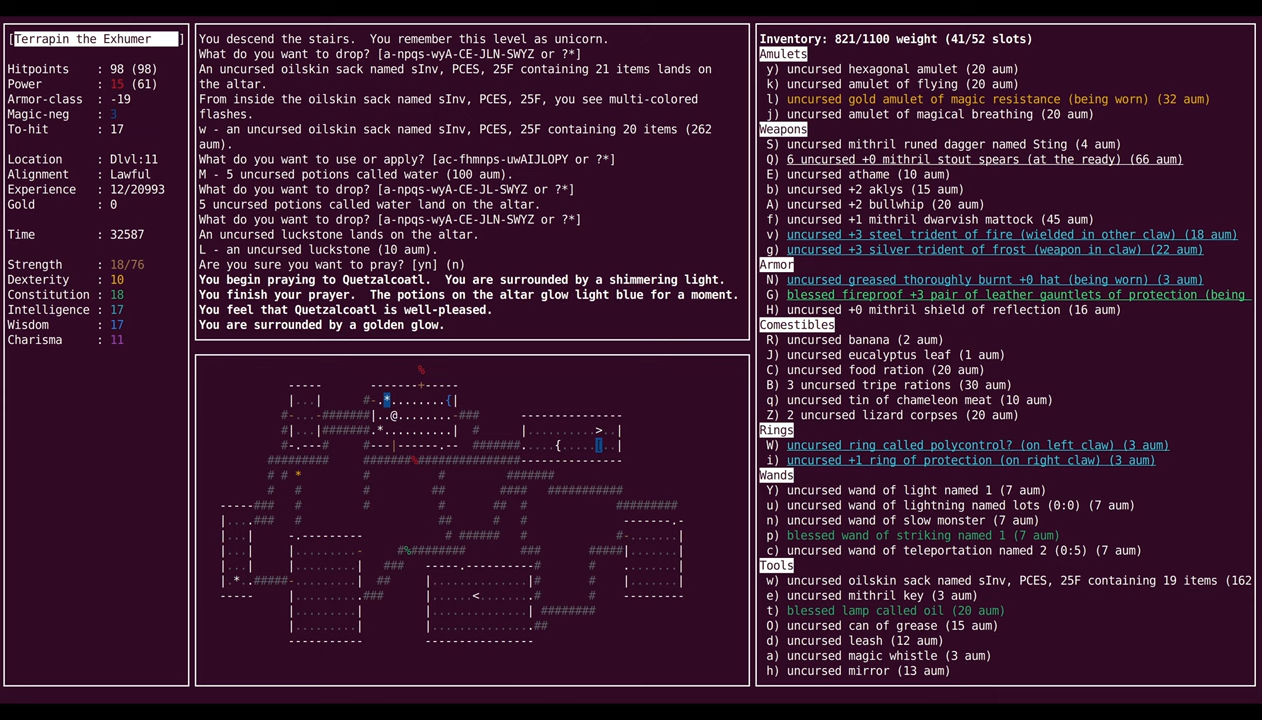 [Terrapin the Exhumer ]
Hitpoints : 98 (98)
Power : 15 (61)
Armor-class : -19
Magic-neg : 3
To-hit : 17
Location : Dlvl:11
Alignment : Lawful
Experience : 12/20993
Gold : 0
Time : 32587
Strength : 18/76
Dexterity : 10
Constitution : 18
Intelligence : 17
Wisdom : 17
Charisma : 11
You descend the stairs.  You remember this level as unicorn.
What do you want to drop? [a-npqs-wyA-CE-JLN-SWYZ or ?*]
An uncursed oilskin sack named sInv, PCES, 25F containing 21 items lands on
the altar.
From inside the oilskin sack named sInv, PCES, 25F, you see multi-colored
flashes.
w - an uncursed oilskin sack named sInv, PCES, 25F containing 20 items (262
aum).
What do you want to use or apply? [ac-fhmnps-uwAIJLOPY or ?*]
M - 5 uncursed potions called water (100 aum).
What do you want to drop? [a-npqs-wyA-CE-JL-SWYZ or ?*]
5 uncursed potions called water land on the altar.
What do you want to drop? [a-npqs-wyA-CE-JLN-SWYZ or ?*]
An uncursed luckstone lands on the altar.
L - an uncursed luckstone (10 aum).
Are you sure you want to pray? [yn] (n)
You begin praying to Quetzalcoatl.  You are surrounded by a shimmering light.
You finish your prayer.  The potions on the altar glow light blue for a moment.
You feel that Quetzalcoatl is well-pleased.
You are surrounded by a golden glow.
Inventory: 821/1100 weight (41/52 slots)
Amulets
y) uncursed hexagonal amulet (20 aum)
k) uncursed amulet of flying (20 aum)
l) uncursed gold amulet of magic resistance (being worn) (32 aum)
j) uncursed amulet of magical breathing (20 aum)
Weapons
S) uncursed mithril runed dagger named Sting (4 aum)
Q) 6 uncursed +0 mithril stout spears (at the ready) (66 aum)
E) uncursed athame (10 aum)
b) uncursed +2 aklys (15 aum)
A) uncursed +2 bullwhip (20 aum)
f) uncursed +1 mithril dwarvish mattock (45 aum)
v) uncursed +3 steel trident of fire (wielded in other claw) (18 aum)
g) uncursed +3 silver trident of frost (weapon in claw) (22 aum)
Armor
N) uncursed greased thoroughly burnt +0 hat (being worn) (3 aum)
G) blessed fireproof +3 pair of leather gauntlets of protection (being
H) uncursed +0 mithril shield of reflection (16 aum)
Comestibles
R) uncursed banana (2 aum)
J) uncursed eucalyptus leaf (1 aum)
C) uncursed food ration (20 aum)
B) 3 uncursed tripe rations (30 aum)
q) uncursed tin of chameleon meat (10 aum)
Z) 2 uncursed lizard corpses (20 aum)
Rings
W) uncursed ring called polycontrol? (on left claw) (3 aum)
i) uncursed +1 ring of protection (on right claw) (3 aum)
Wands
Y) uncursed wand of light named 1 (7 aum)
u) uncursed wand of lightning named lots (0:0) (7 aum)
n) uncursed wand of slow monster (7 aum)
p) blessed wand of striking named 1 (7 aum)
c) uncursed wand of teleportation named 2 (0:5) (7 aum)
Tools
w) uncursed oilskin sack named sInv, PCES, 25F containing 19 items (162
e) uncursed mithril key (3 aum)
t) blessed lamp called oil (20 aum)
O) uncursed can of grease (15 aum)
d) uncursed leash (12 aum)
a) uncursed magic whistle (3 aum)
h) uncursed mirror (13 aum)